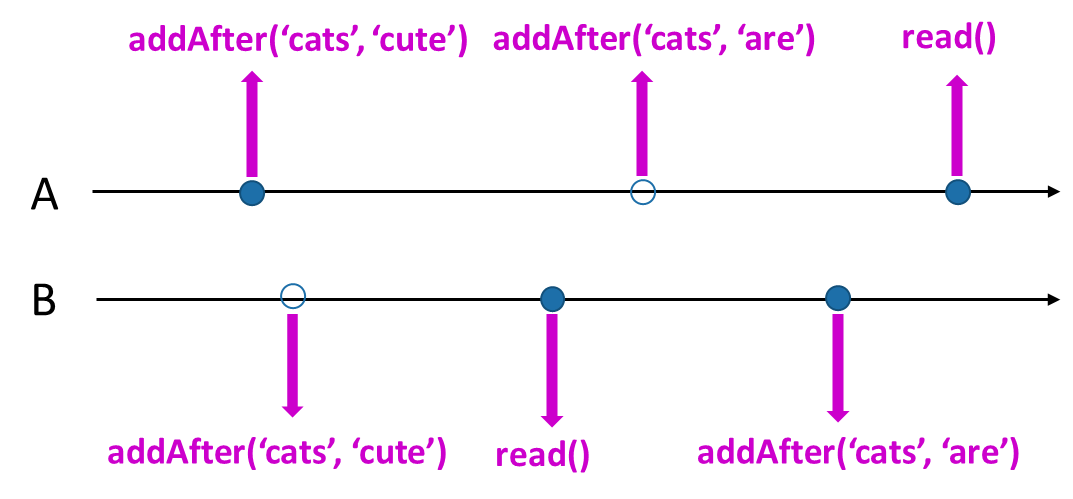 addAfter(‘cats’, ‘cute’) addAfter(‘cats’, ‘are’) read()
A
B
addAfter(‘cats’, ‘cute’) read() addAfter(‘cats’, ‘are’)